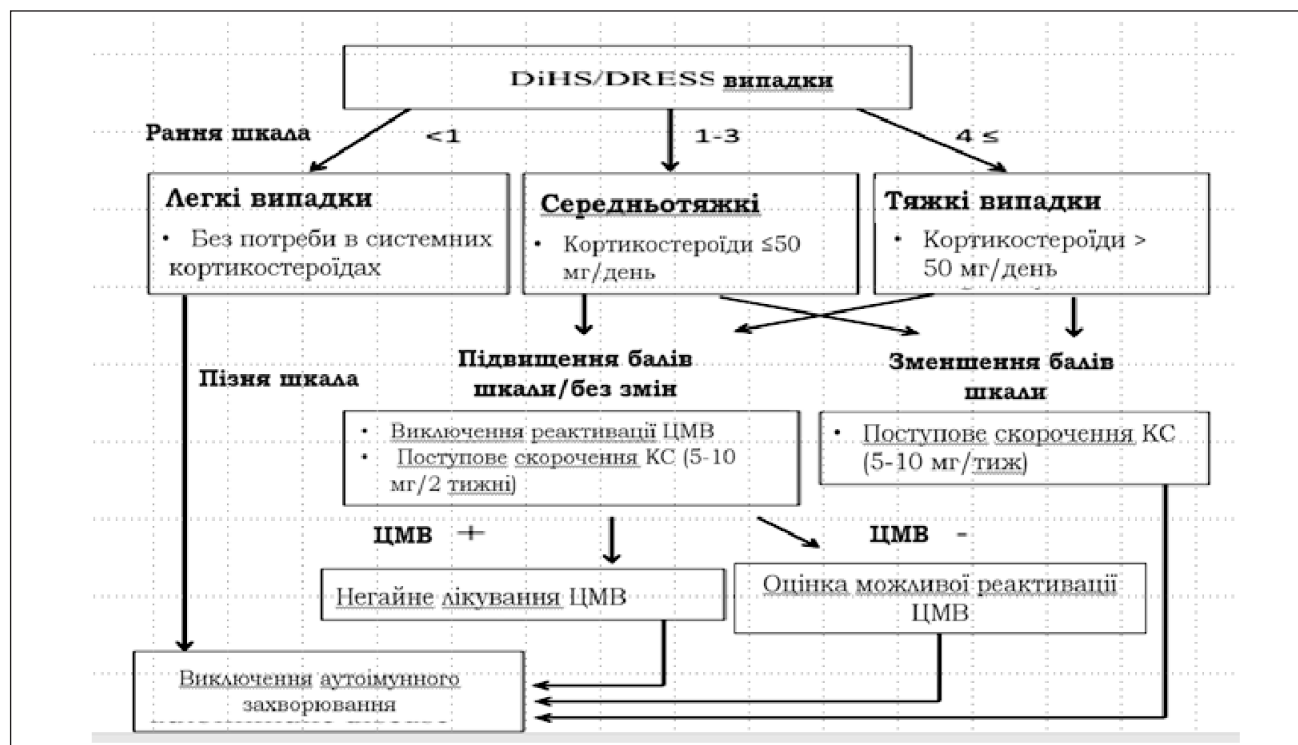 DiHS/DRESS випадки
Рання шкала
<1
1-3
4 ≤
Легкі випадки
• Без потреби в системних
кортикостероїдах
Середньотяжкі
• Кортикостероїди ≤50
мг/день
Тяжкі випадки
• Кортикостероїди >
50 мг/день
Пізня шкала
Підвищення балів
шкали/без змін
Зменшення балів
шкали
• Виключення реактивації ЦМВ
• Поступове скорочення КС (5-10
мг/2 тижні)
• Поступове скорочення КС
(5-10 мг/тиж)
ЦМВ +
ЦМВ -
Негайне лікування ЦМВ
Оцінка можливої реактивації
ЦМВ
Виключення аутоімунного
захворювання